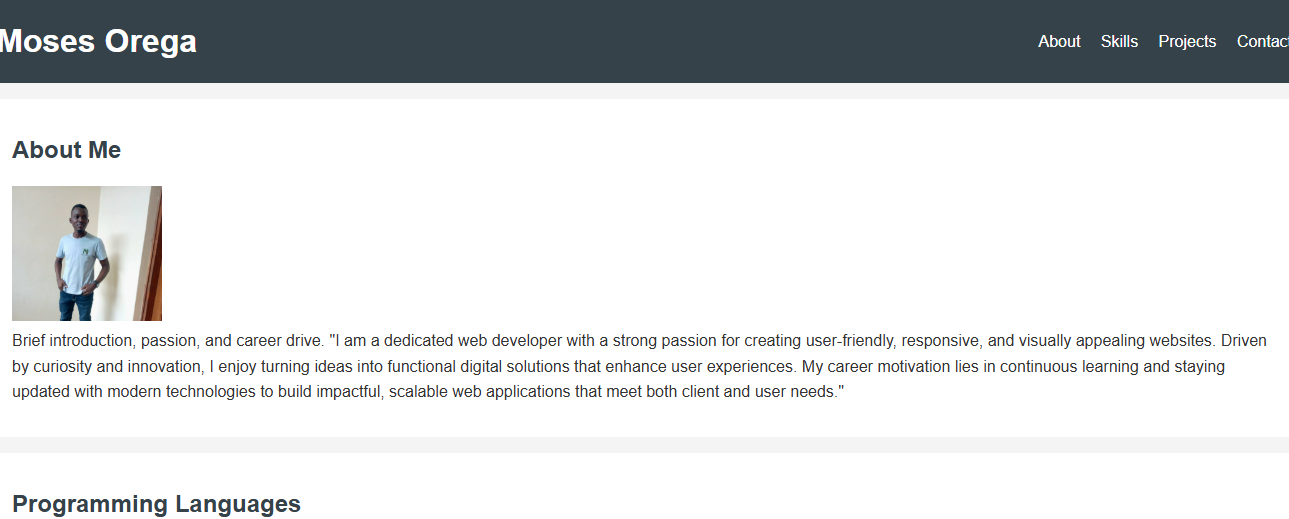 Moses Orega
About Skills Projects Contact
About Me
Brief introduction, passion, and career drive. "I am a dedicated web developer with a strong passion for creating user-friendly, responsive, and visually appealing websites. Driven
by curiosity and innovation, I enjoy turning ideas into functional digital solutions that enhance user experiences. My career motivation lies in continuous learning and staying
updated with modern technologies to build impactful, scalable web applications that meet both client and user needs."
Programming Languages